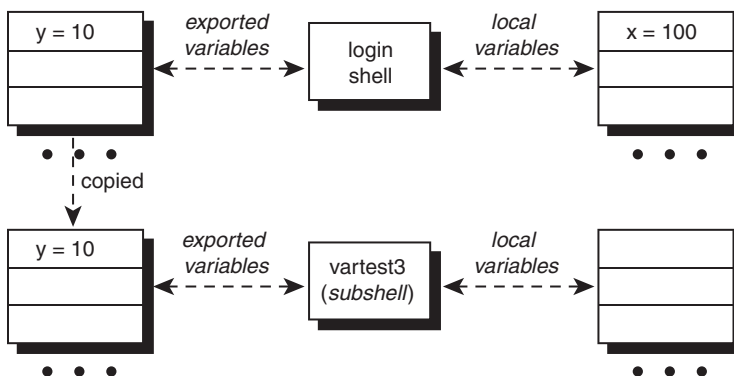 y = 10
exported
variables
login
shell
local
variables
x = 100
copied
y = 10
exported
variables
vartest3
(subshell)
local
variables